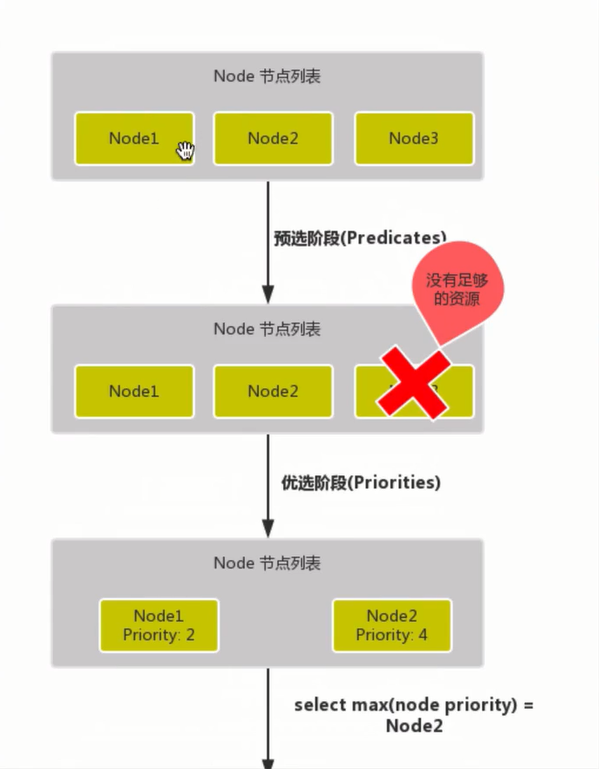 Node 节点列表
Node1
Node2
Node3
预选阶段(Predicates)
没有足够
的资源
Node 节点列表
Node1
Node2
优选阶段(Priorities)
Node 节点列表
Node1
Priority: 2
Node2
Priority: 4
select max(node priority) =
Node2